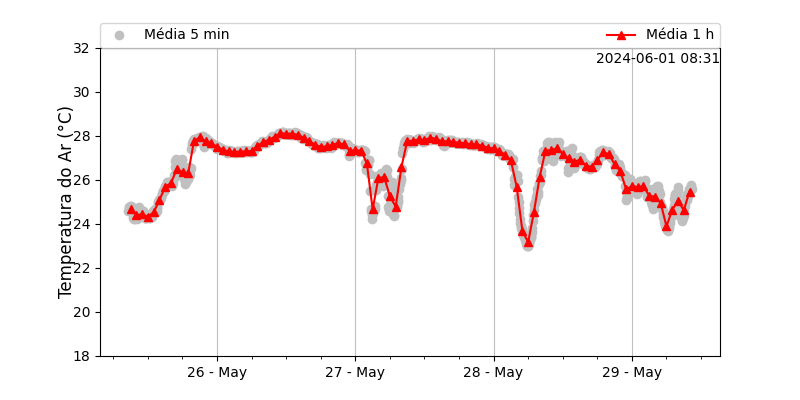 Média 5 min
Média 1 h
2024-06-01 08:31
Temperatura do Ar (°C)
32
30
28
26
24
22
20
18
26 - May
27 - May
28 - May
29 - May